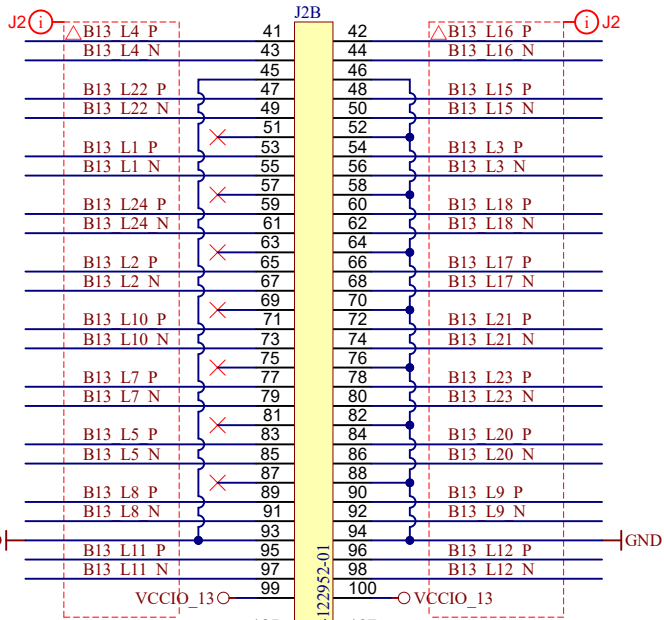 J2B
J2 i i J2
B13_L4_P 41 42 B13_L16_P
B13_L4_N 43 44 B13_L16_N
45 46
B13_L22_P 47 48 B13_L15_P
B13_L22_N 49 50 B13_L15_N
51 52
B13_L1_P 53 54 B13_L3_P
B13_L1_N 55 56 B13_L3_N
57 58
B13_L24_P 59 60 B13_L18_P
B13_L24_N 61 62 B13_L18_N
63 64
B13_L2_P 65 66 B13_L17_P
B13_L2_N 67 68 B13_L17_N
69 70
B13_L10_P 71 72 B13_L21_P
B13_L10_N 73 74 B13_L21_N
75 76
B13_L7_P 77 78 B13_L23_P
B13_L7_N 79 80 B13_L23_N
81 82
B13_L5_P 83 84 B13_L20_P
B13_L5_N 85 86 B13_L20_N
87 88
B13_L8_P 89 90 B13_L9_P
B13_L8_N 91 92 B13_L9_N
93 94 GND
B13_L11_P 95 96 B13_L12_P
B13_L11_N 97 98 B13_L12_N
VCCIO_13 99 100 VCCIO_13
122952-01